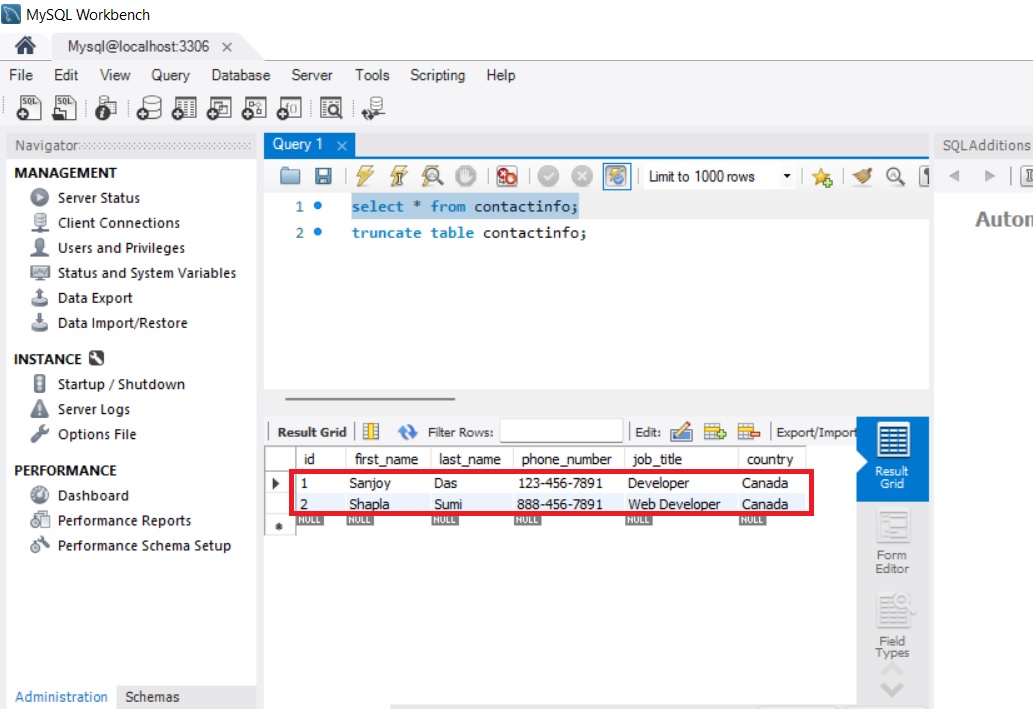 MySQL Workbench
Mysql@localhost:3306
File Edit View Query Database Server Tools Scripting Help
SQL SQL
Navigator
MANAGEMENT
Server Status
Client Connections
Users and Privileges
Status and System Variables
Data Export
Data Import/Restore
INSTANCE
Startup / Shutdown
Server Logs
Options File
PERFORMANCE
Dashboard
Performance Reports
Performance Schema Setup
Administration Schemas
Query 1
Limit to 1000 rows
1 select * from contactinfo;
2 truncate table contactinfo;
Result Grid Filter Rows: Edit: Export/Import
id first_name last_name phone_number job_title country
1 Sanjoy Das 123-456-7891 Developer Canada
2 Shapla Sumi 888-456-7891 Web Developer Canada
NULL NULL NULL NULL NULL NULL
Result
Grid
Form
Editor
Field
Types
SQLAdditions
Auton